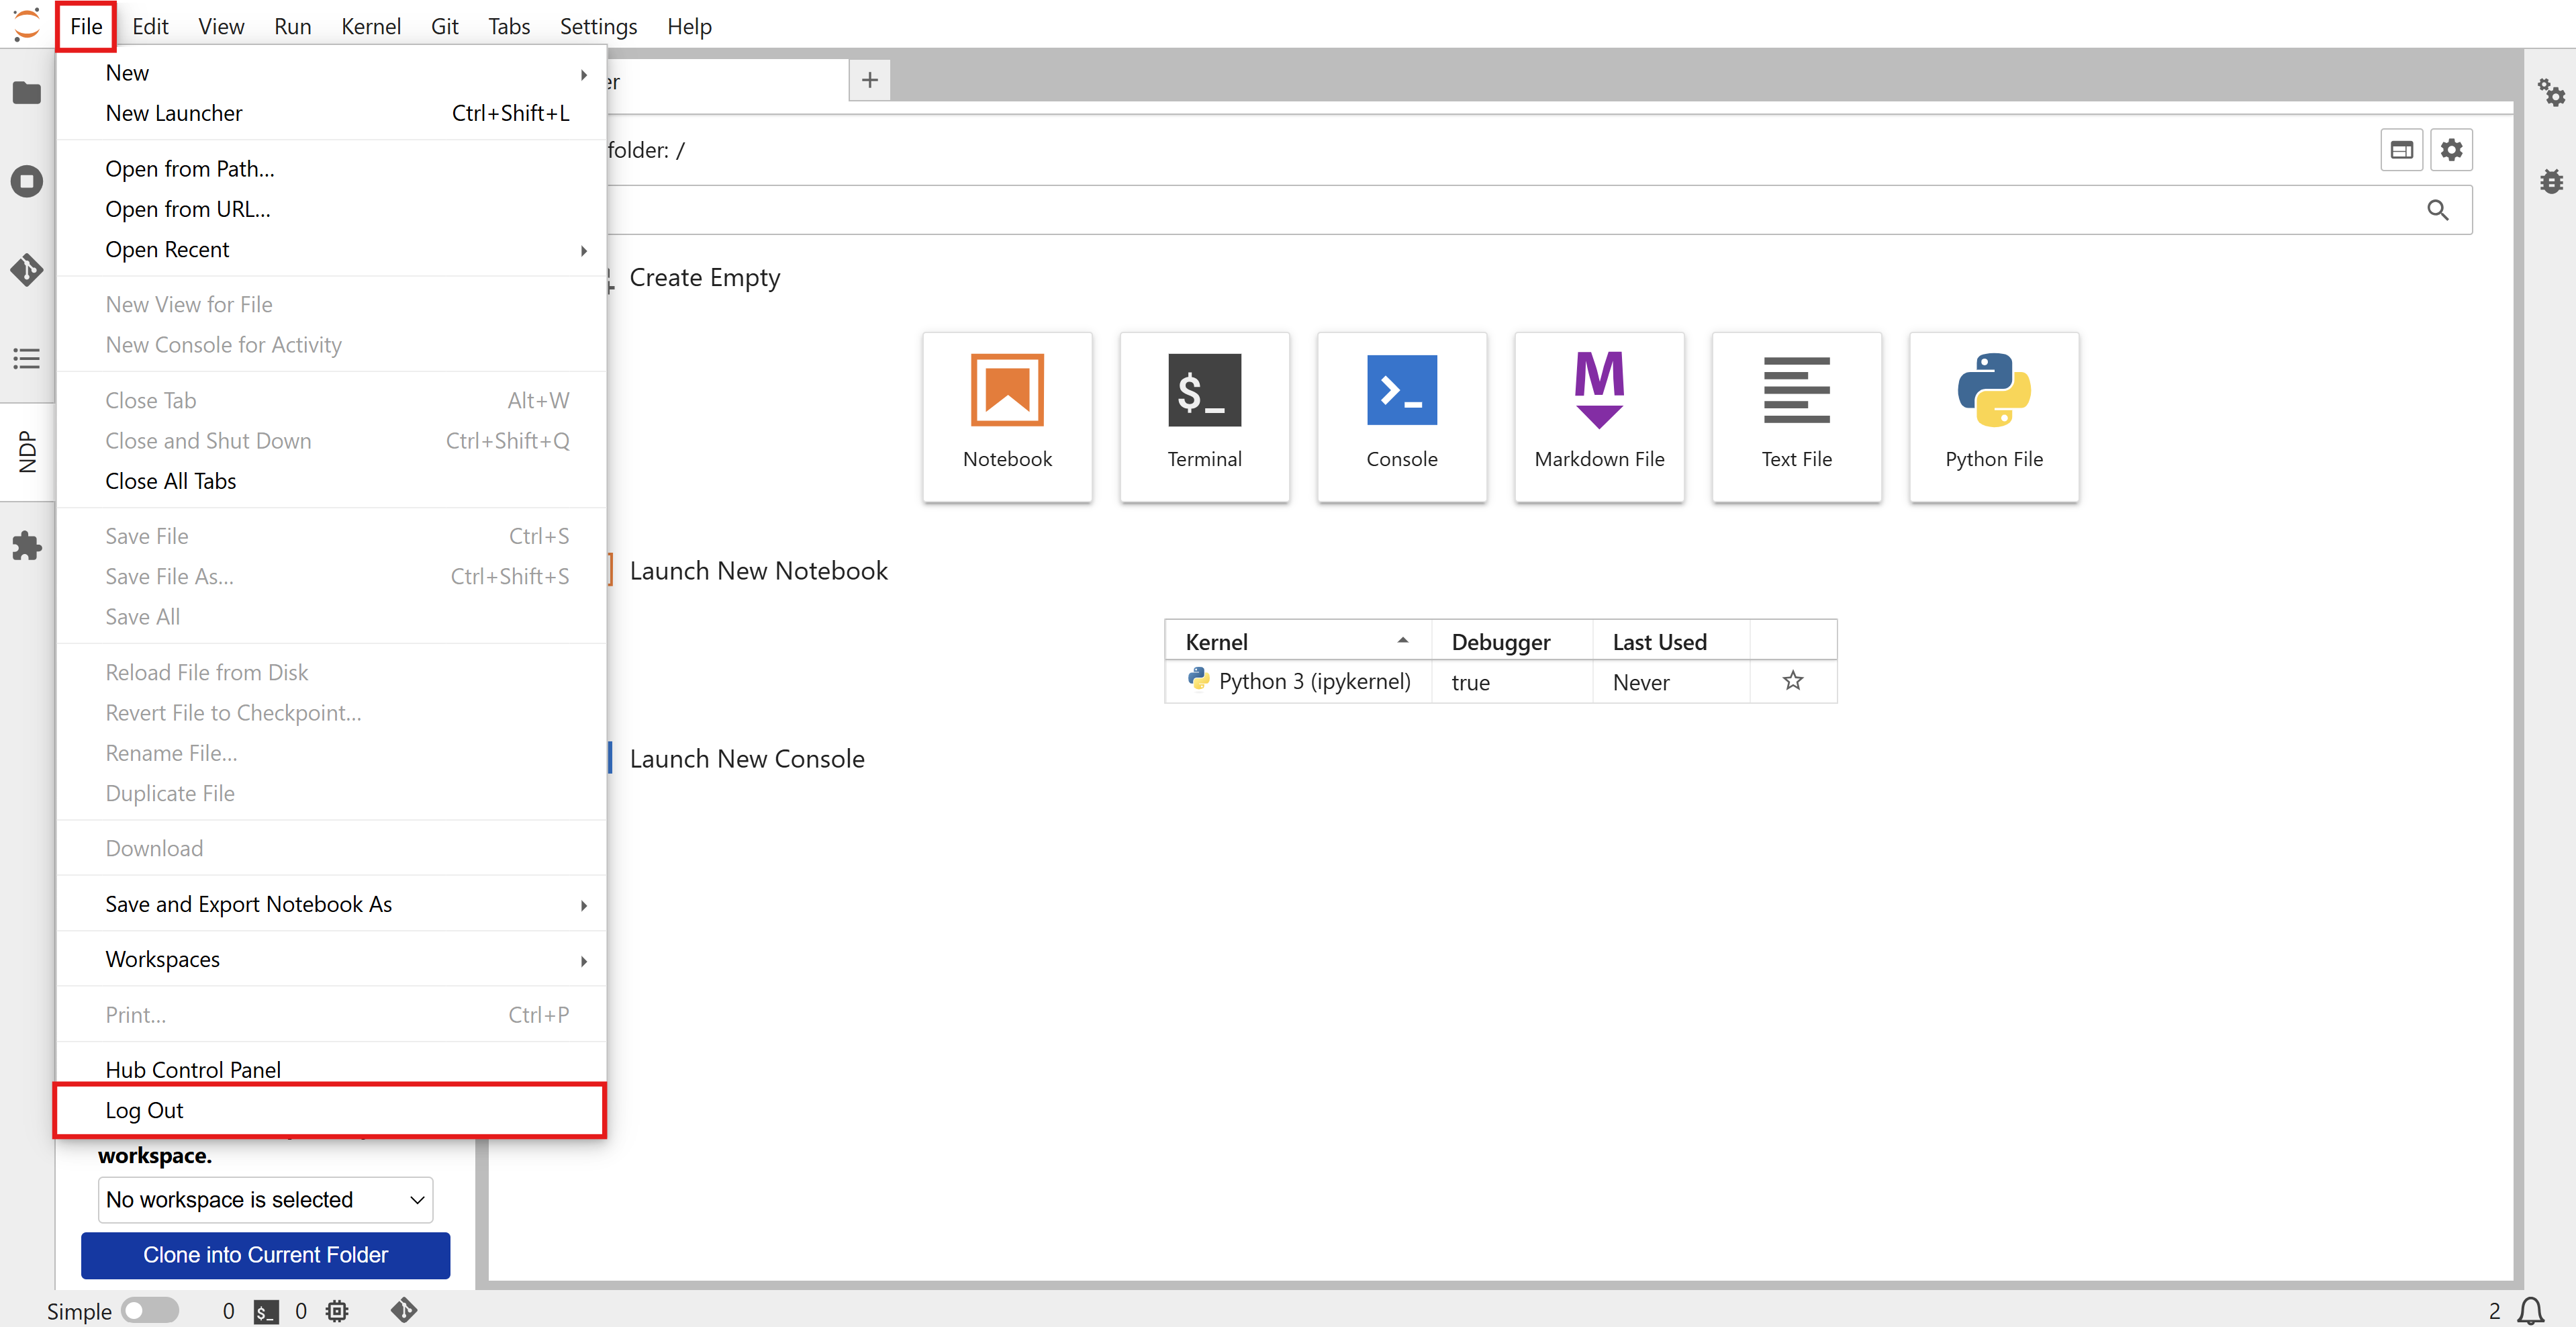 File Edit View Run Kernel Git Tabs Settings Help
New
New Launcher Ctrl+Shift+L
Open from Path...
Open from URL...
Open Recent
New View for File
New Console for Activity
Close Tab Alt+W
Close and Shut Down Ctrl+Shift+Q
Close All Tabs
Save File Ctrl+S
Save File As... Ctrl+Shift+S
Save All
Reload File from Disk
Revert File to Checkpoint...
Rename File...
Duplicate File
Download
Save and Export Notebook As
Workspaces
Print... Ctrl+P
Hub Control Panel
Log Out
NDP
workspace.
No workspace is selected
Clone into Current Folder
er
+
folder: /
Create Empty
Notebook
$_ Terminal
Console
M Markdown File
Text File
Python File
Launch New Notebook
Kernel Debugger Last Used
Python 3 (ipykernel) true Never
Launch New Console
Simple 0 $_ 0
2